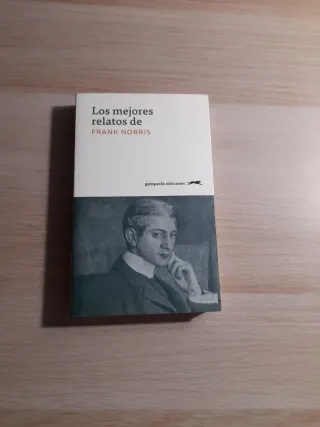 Los mejores
relatos de
FRANK NORRIS
gatopardo ediciones